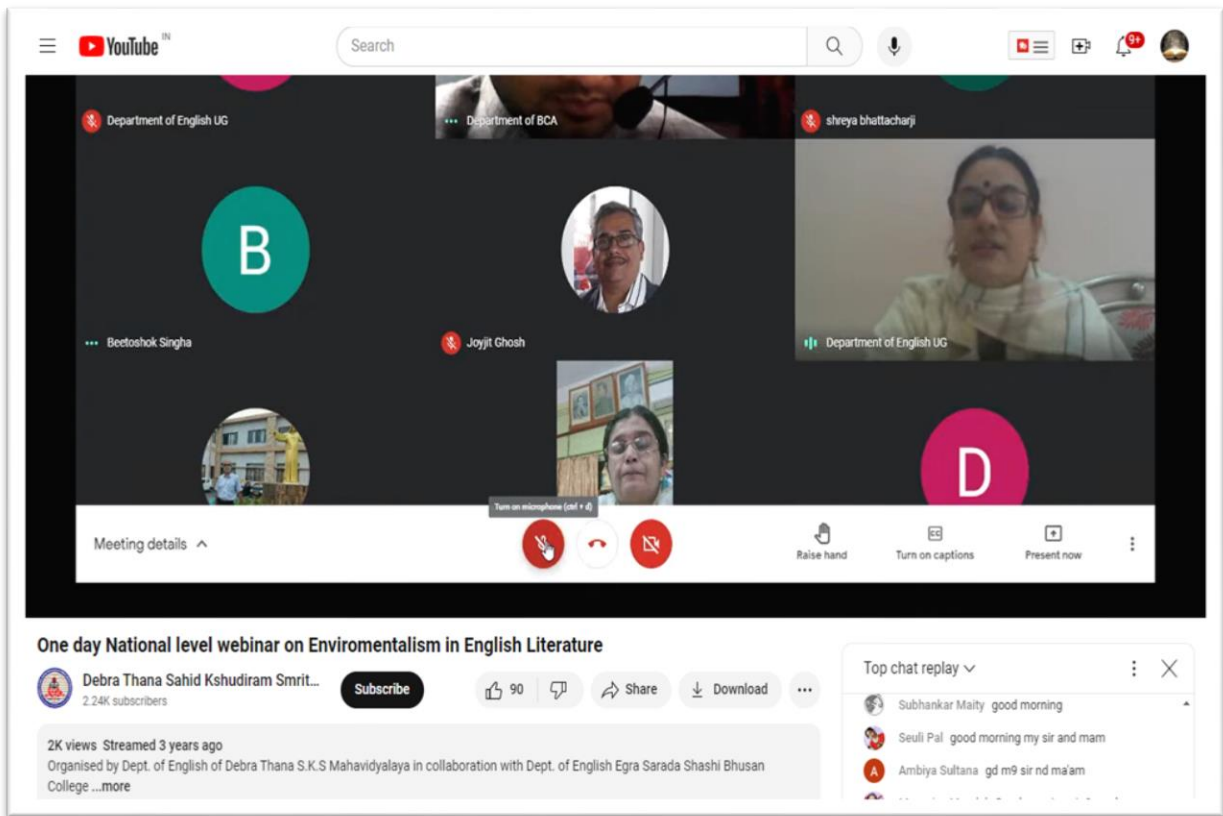 YouTube IN
Search
9+
Department of English UG
Department of BCA
shreya bhattacharji
B
Beetoshok Singha
Joyjit Ghosh
Department of English UG
D
Turn on microphone (ctrl + d)
Meeting details
Raise hand
CC
Turn on captions
Present now
One day National level webinar on Enviromentalism in English Literature
Debra Thana Sahid Kshudiram Smrit...
2.24K subscribers
Subscribe
90
Share
Download
2K views Streamed 3 years ago
Organised by Dept. of English of Debra Thana S.K.S Mahavidyalaya in collaboration with Dept. of English Egra Sarada Shashi Bhusan
College ...more
Top chat replay
Subhankar Maity good morning
Seuli Pal good morning my sir and mam
A
Ambiya Sultana gd m9 sir nd ma'am